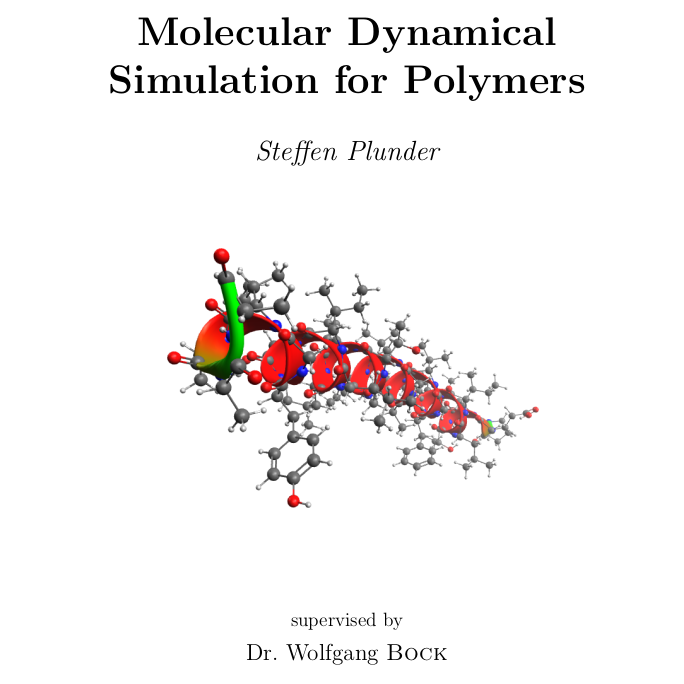 Molecular Dynamical
Simulation for Polymers
Steffen Plunder
supervised by
Dr. Wolfgang BOCK